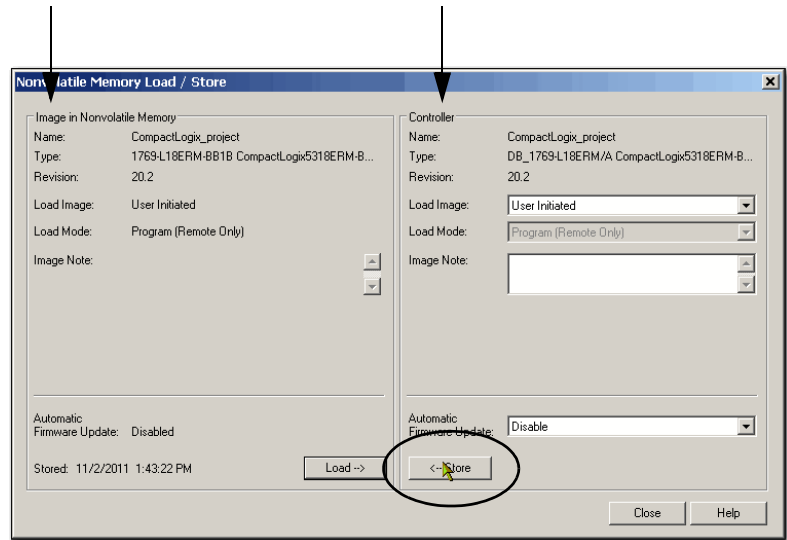 Nonvolatile Memory Load / Store
Image in Nonvolatile Memory
Name: CompactLogix_project
Type: 1769-L18ERM-BB1B CompactLogix5318ERM-B...
Revision: 20.2
Load Image: User Initiated
Load Mode: Program (Remote Only)
Image Note:
Automatic
Firmware Update: Disabled
Stored: 11/2/2011 1:43:22 PM
Load -->
Controller
Name: CompactLogix_project
Type: DB_1769-L18ERM/A CompactLogix5318ERM-B...
Revision: 20.2
Load Image: User Initiated
Load Mode: Program (Remote Only)
Image Note:
Automatic
Firmware Update: Disable
<-- Store
Close
Help